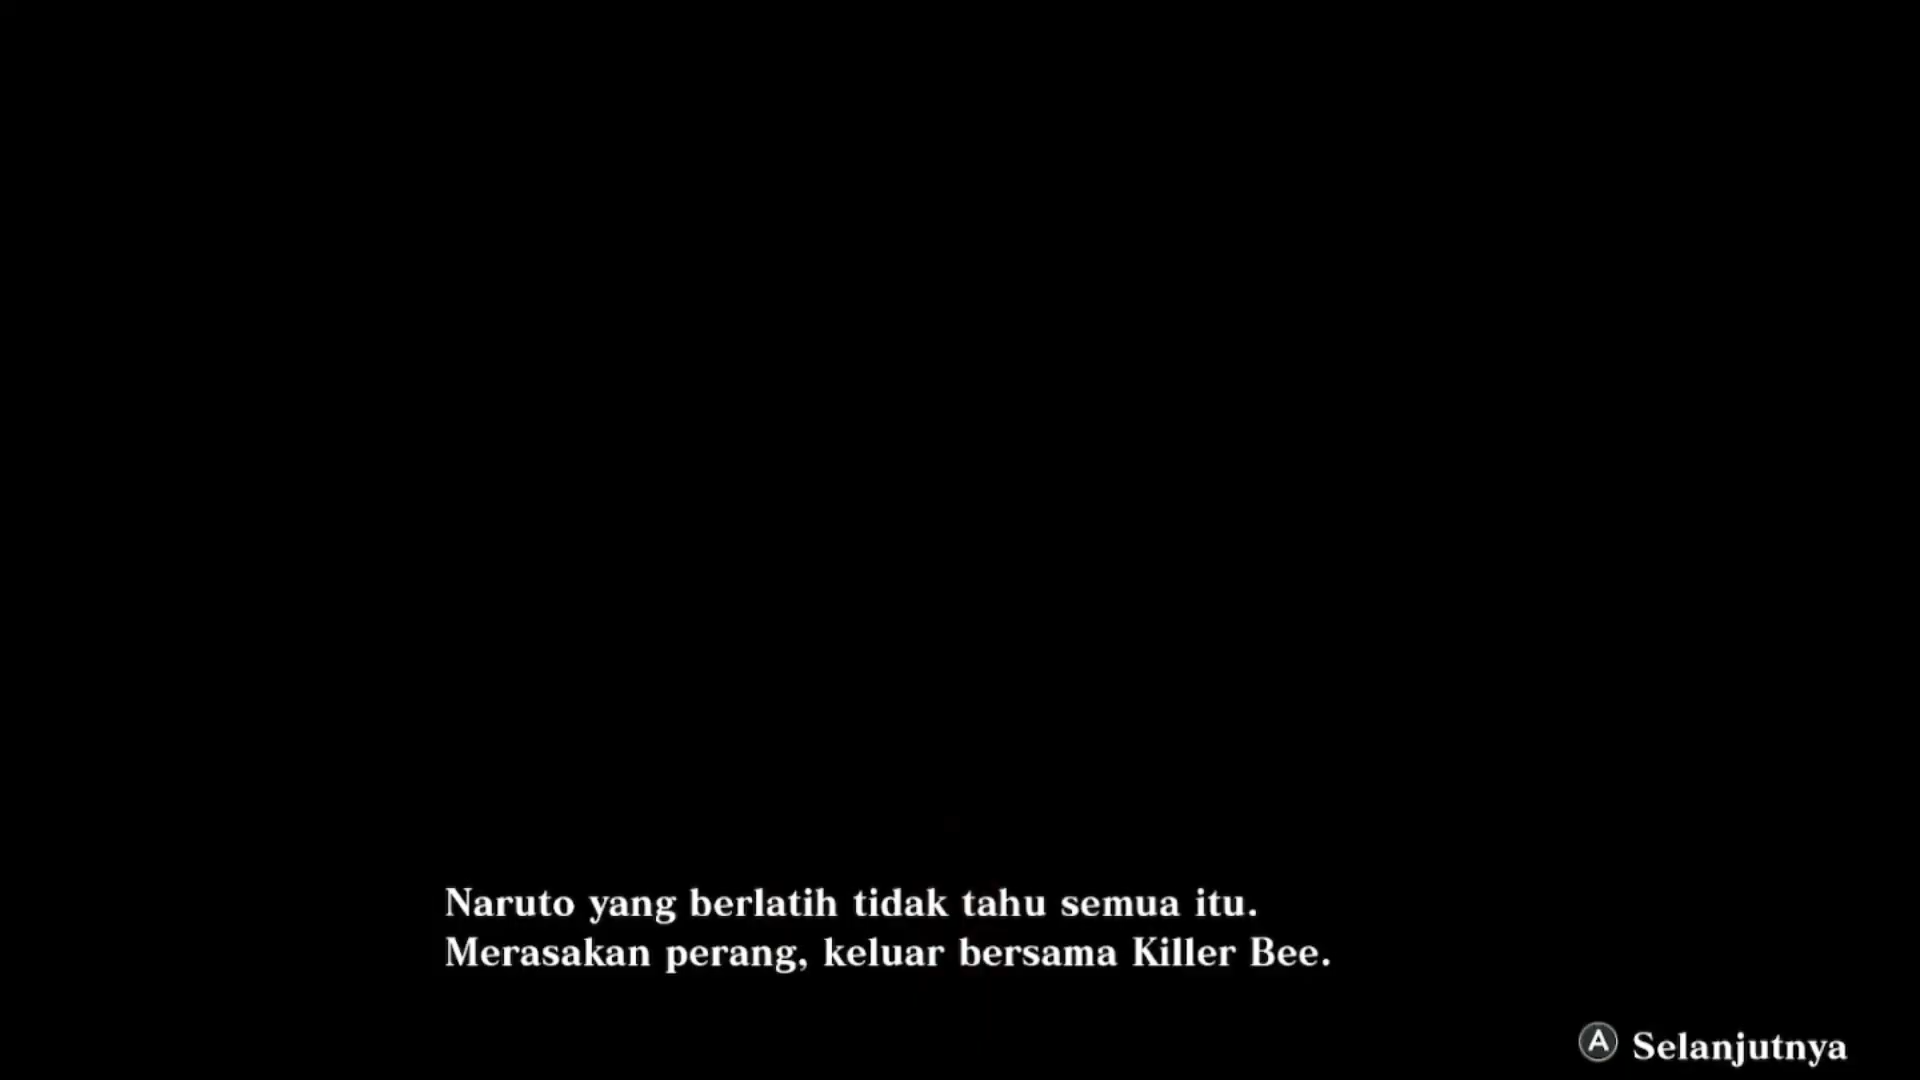 Naruto yang berlatih tidak tahu semua itu.
Merasakan perang, keluar bersama Killer Bee.
A Selanjutnya